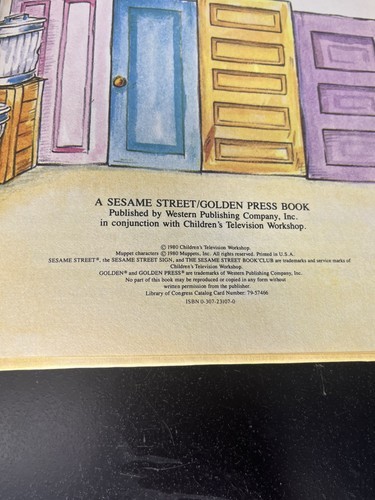 A SESAME STREET/GOLDEN PRESS BOOK
Published by Western Publishing Company, Inc.
in conjunction with Children's Television Workshop.
© 1980 Children's Television Workshop.
Muppet characters © 1980 Muppets, Inc. All rights reserved. Printed in U.S.A.
SESAME STREET®, the SESAME STREET SIGN, and THE SESAME STREET BOOK CLUB are trademarks and service marks of
Children's Television Workshop.
GOLDEN® and GOLDEN PRESS® are trademarks of Western Publishing Company, Inc.
No part of this book may be reproduced or copied in any form without
written permission from the publisher.
Library of Congress Catalog Card Number: 79-57466
ISBN 0-307-23107-0